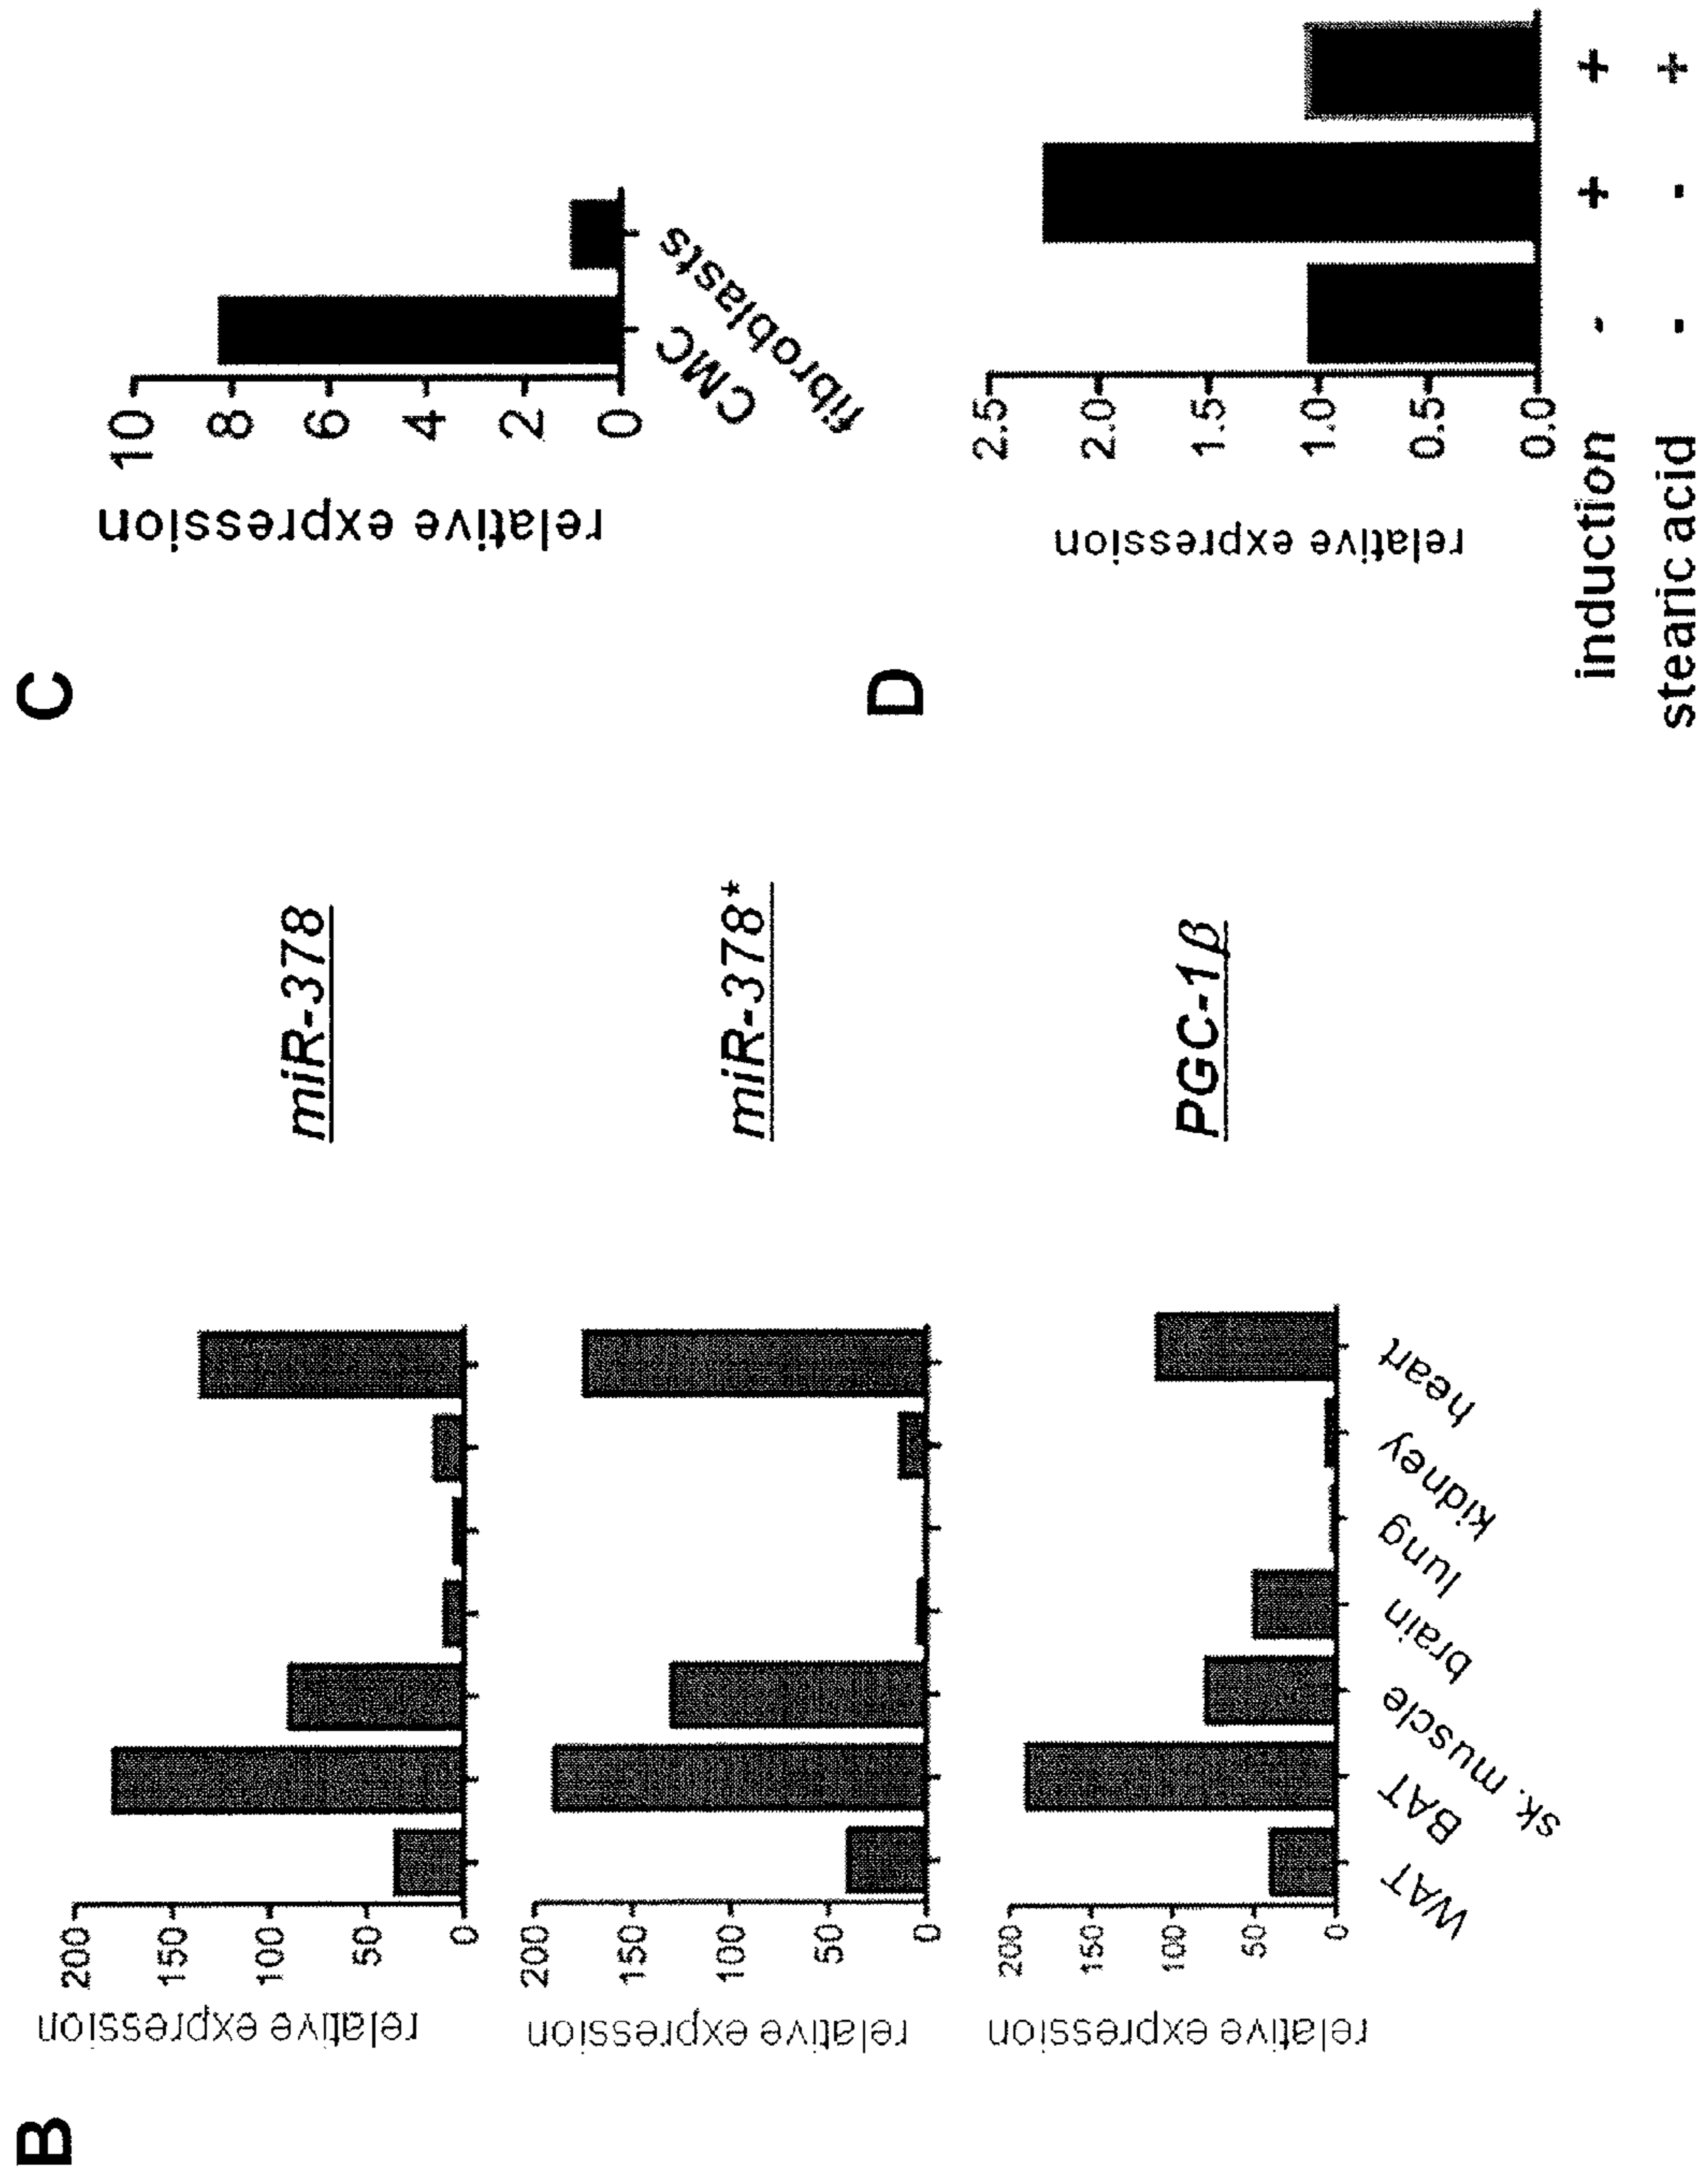 B
relative expression
200
150
100
50
0
miR-378
relative expression
200
150
100
50
0
miR-378*
relative expression
200
150
100
50
0
PGC-1β
WAT
BAT
sk. muscle
brain
lung
kidney
heart
C
relative expression
10
8
6
4
2
0
CMC
fibroblasts
D
relative expression
2.5
2.0
1.5
1.0
0.5
0.0
induction - + +
stearic acid - - +